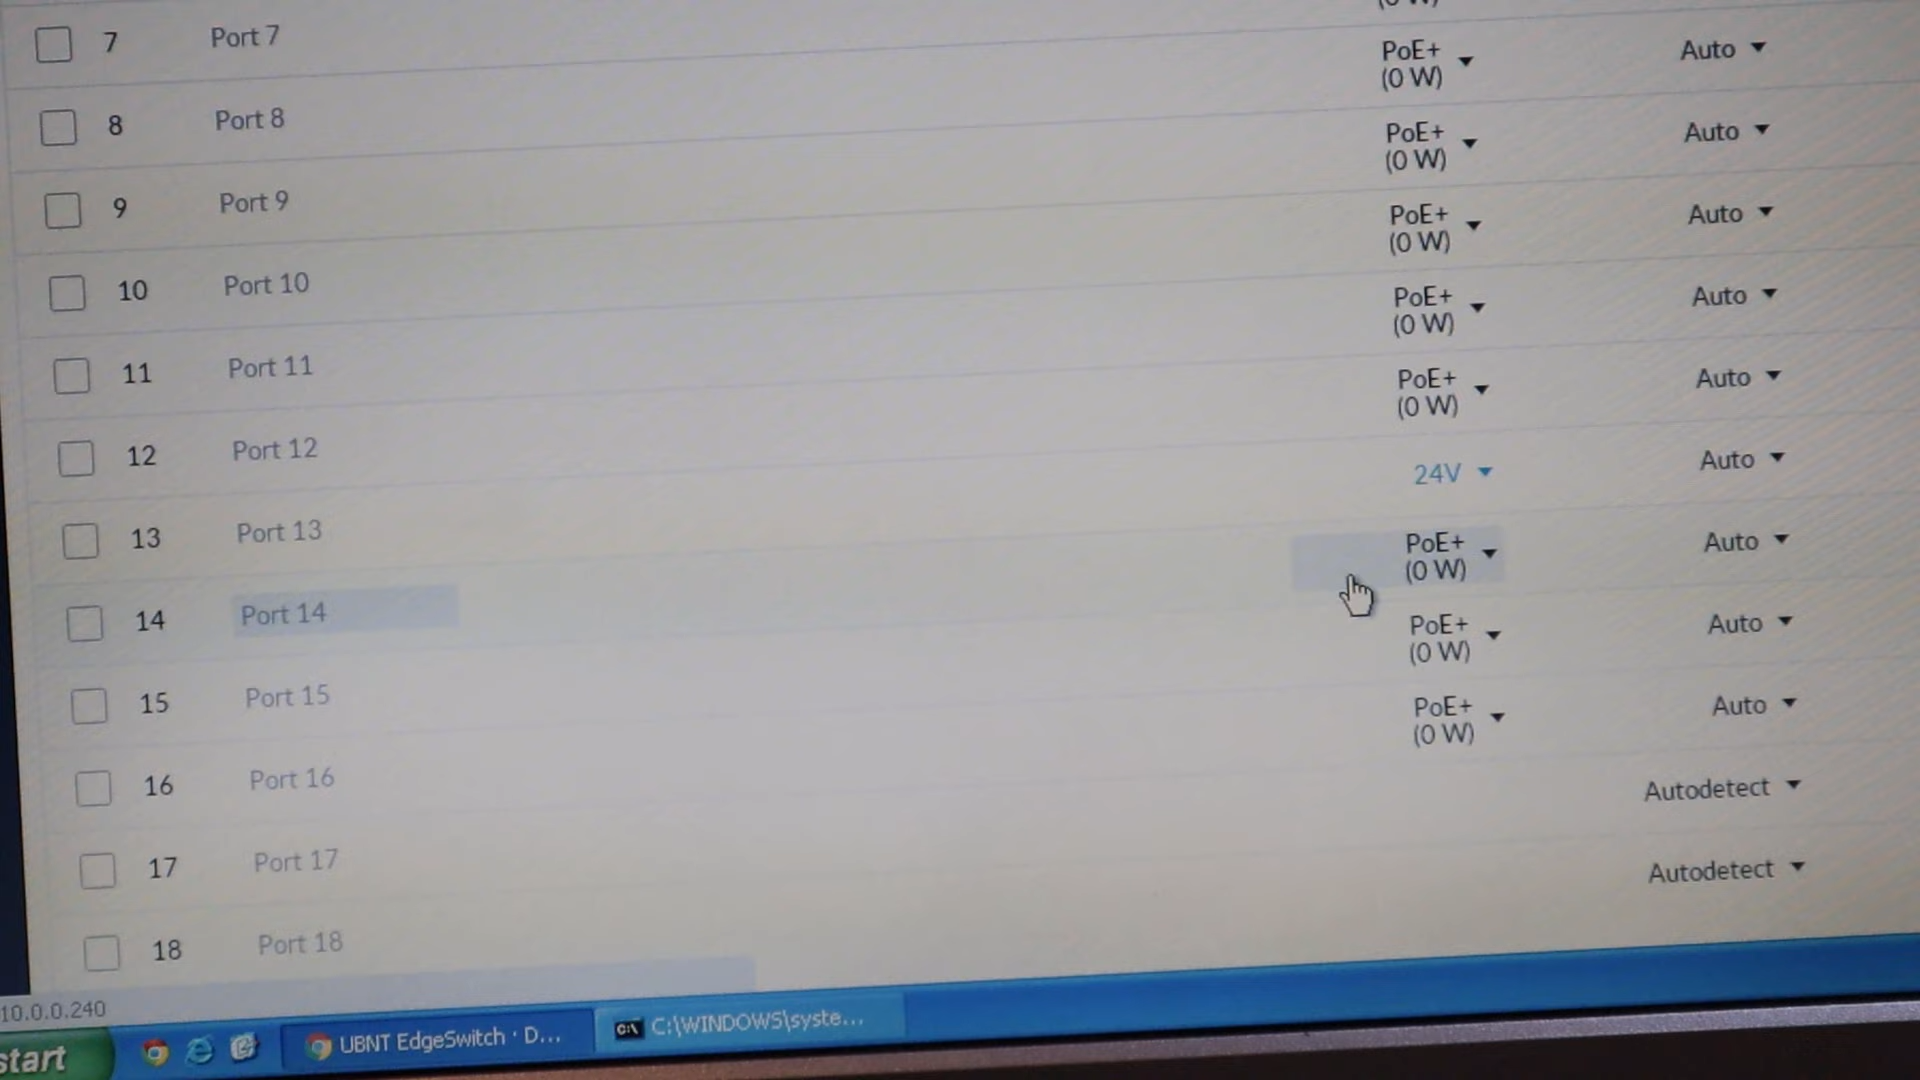 (0 W)
7 Port 7 PoE+ (0 W) Auto
8 Port 8 PoE+ (0 W) Auto
9 Port 9 PoE+ (0 W) Auto
10 Port 10 PoE+ (0 W) Auto
11 Port 11 PoE+ (0 W) Auto
12 Port 12 24V Auto
13 Port 13 PoE+ (0 W) Auto
14 Port 14 PoE+ (0 W) Auto
15 Port 15 PoE+ (0 W) Auto
16 Port 16 Autodetect
17 Port 17 Autodetect
18 Port 18
10.0.0.240
start UBNT EdgeSwitch · D... C:\WINDOWS\syste...